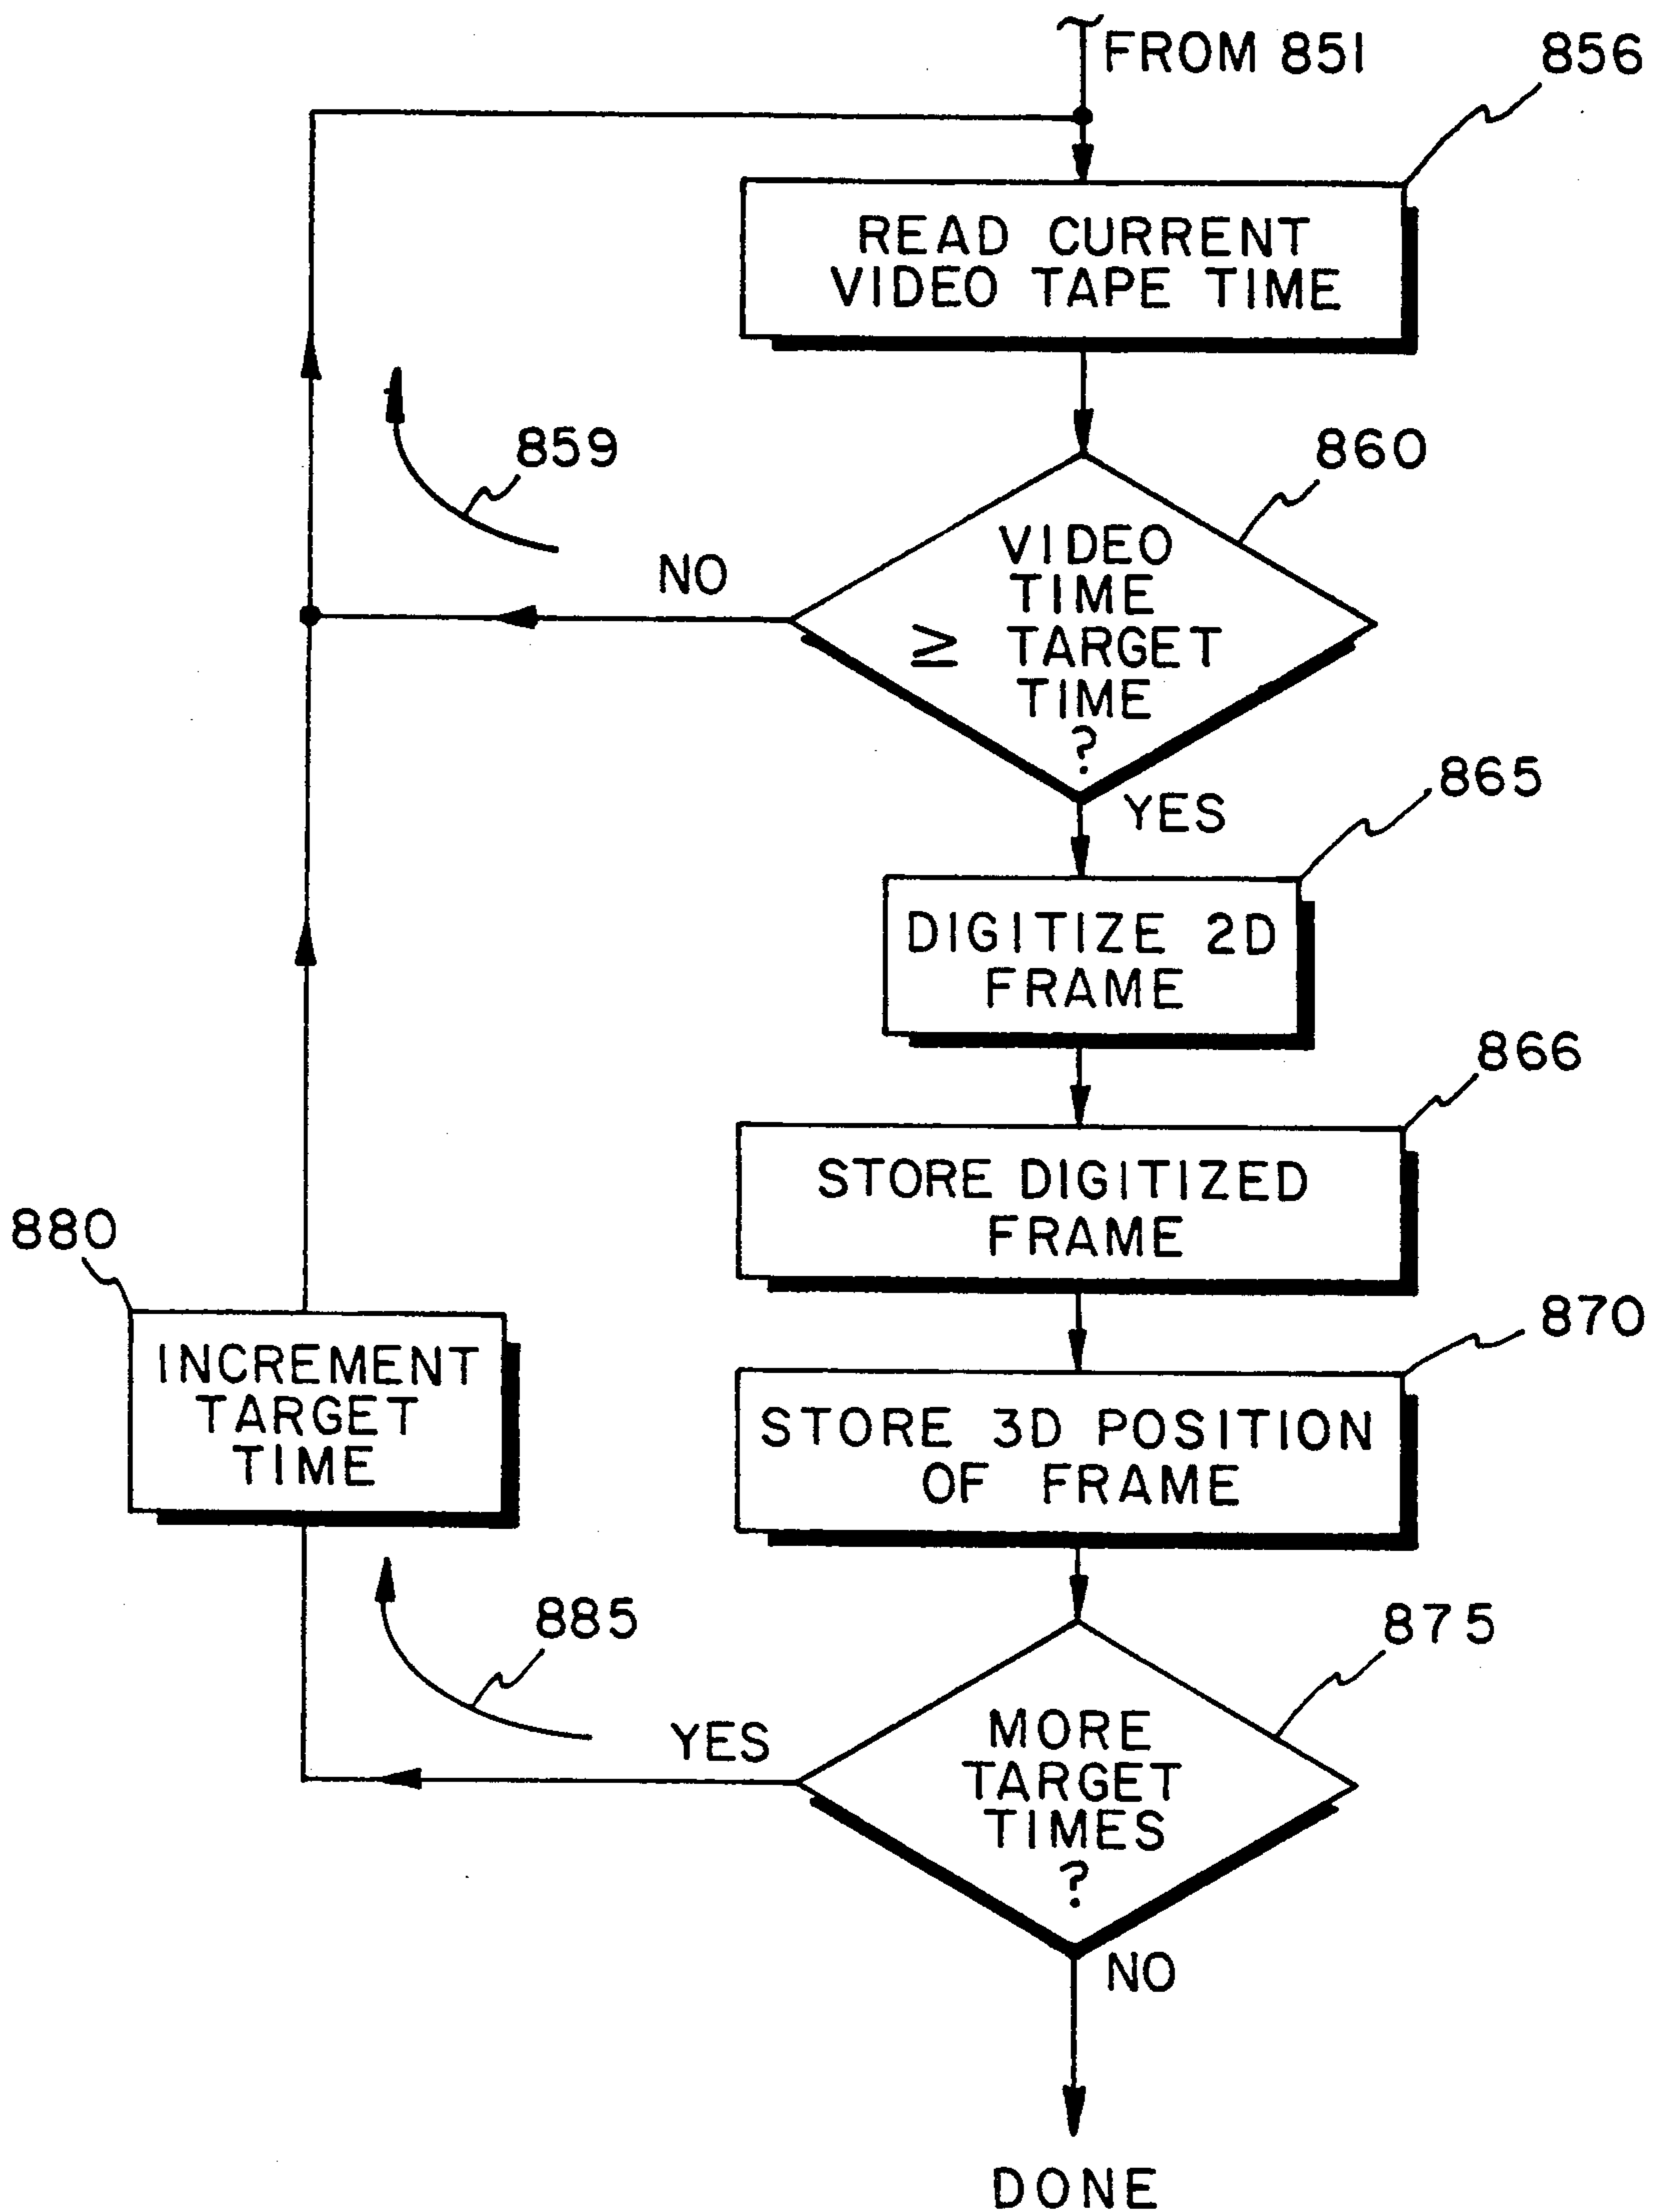 FROM 851
856
READ CURRENT
VIDEO TAPE TIME
859
860
NO
VIDEO
TIME
≥ TARGET
TIME
?
YES
865
DIGITIZE 2D
FRAME
866
STORE DIGITIZED
FRAME
880
INCREMENT
TARGET
TIME
870
STORE 3D POSITION
OF FRAME
885
875
YES
MORE
TARGET
TIMES
?
NO
DONE